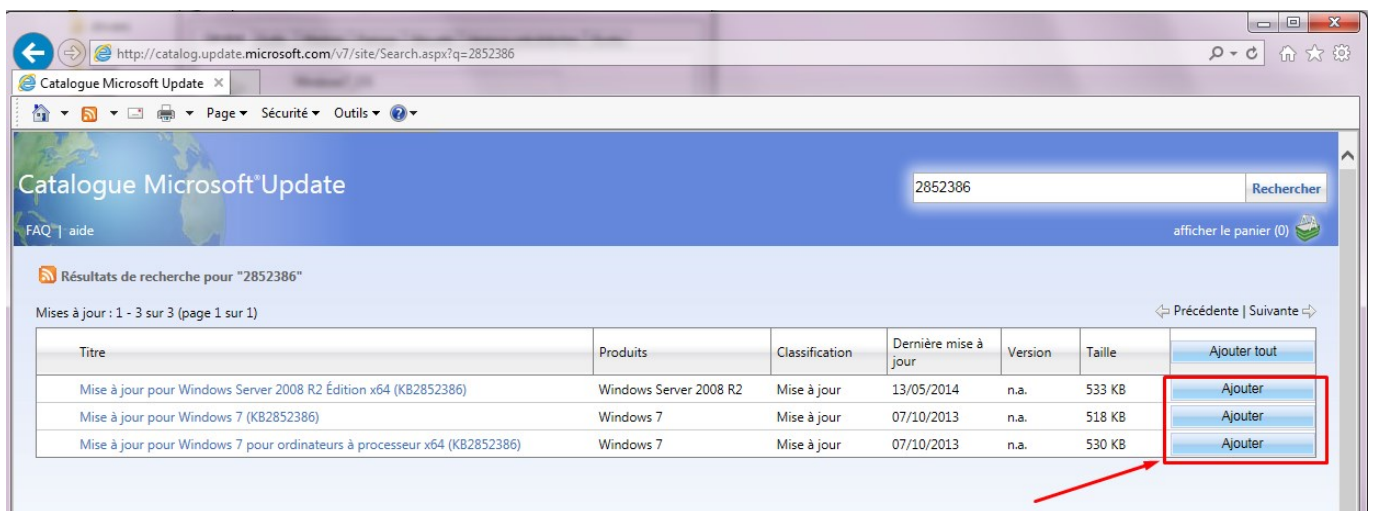 http://catalog.update.microsoft.com/v7/site/Search.aspx?q=2852386
Catalogue Microsoft Update
Page Sécurité Outils
Catalogue Microsoft®Update
2852386 Rechercher
FAQ | aide afficher le panier (0)
Résultats de recherche pour "2852386"
Mises à jour : 1 - 3 sur 3 (page 1 sur 1) Précédente | Suivante
Titre Produits Classification Dernière mise à jour Version Taille Ajouter tout
Mise à jour pour Windows Server 2008 R2 Édition x64 (KB2852386) Windows Server 2008 R2 Mise à jour 13/05/2014 n.a. 533 KB Ajouter
Mise à jour pour Windows 7 (KB2852386) Windows 7 Mise à jour 07/10/2013 n.a. 518 KB Ajouter
Mise à jour pour Windows 7 pour ordinateurs à processeur x64 (KB2852386) Windows 7 Mise à jour 07/10/2013 n.a. 530 KB Ajouter